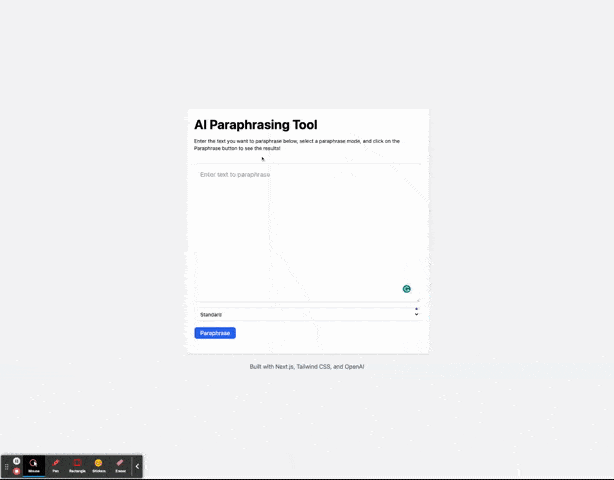 AI Paraphrasing Tool
Enter the text you want to paraphrase below, select a paraphrase mode, and click on the
Paraphrase button to see the results!
Enter text to paraphrase
Standard
Paraphrase
Built with Next.js, Tailwind CSS, and OpenAI
Mouse
Pen
Rectangle
Stickers
Eraser